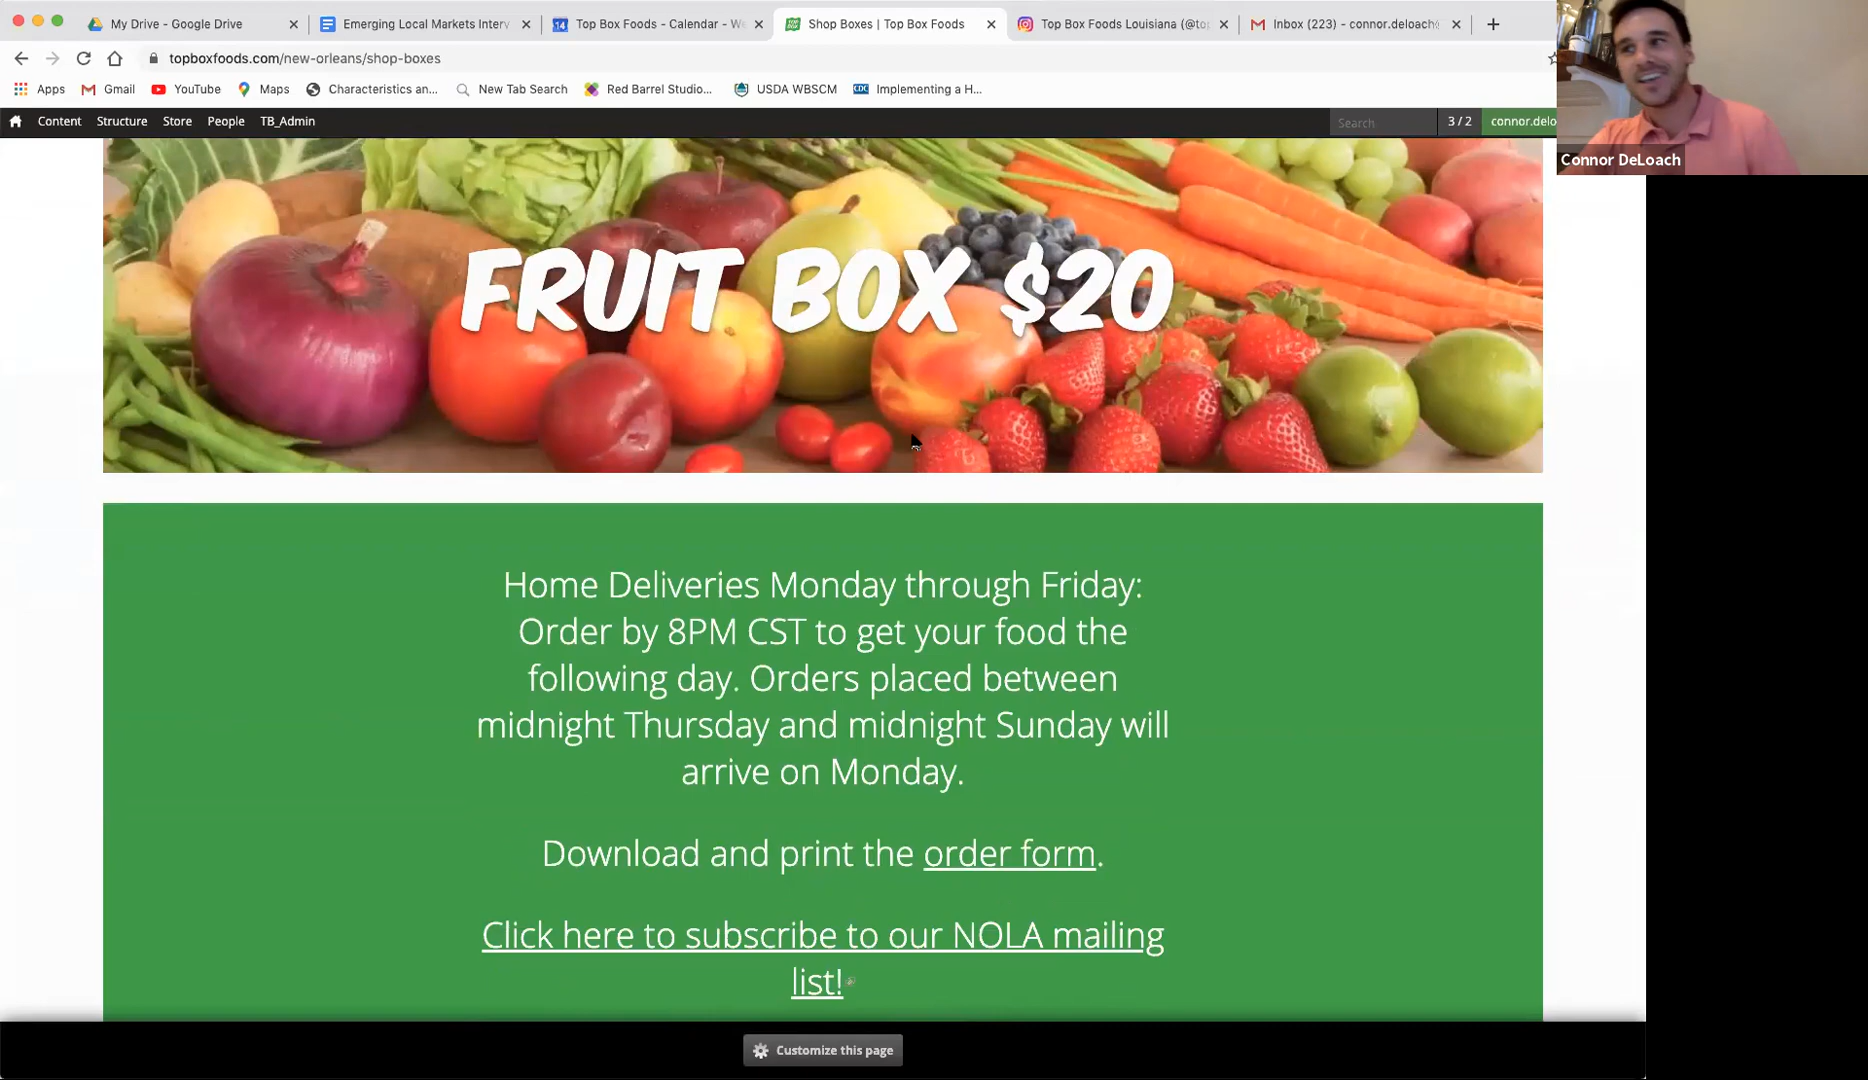 My Drive - Google Drive
Emerging Local Markets Interv
Top Box Foods - Calendar - We
Shop Boxes | Top Box Foods
Top Box Foods Louisiana (@top
Inbox (223) - connor.deloach@
topboxfoods.com/new-orleans/shop-boxes
Apps
Gmail
YouTube
Maps
Characteristics an...
New Tab Search
Red Barrel Studio...
USDA WBSCM
CDC
Implementing a H...
Content
Structure
Store
People
TB_Admin
Search
3 / 2
connor.delo
Connor DeLoach
FRUIT BOX $20
Home Deliveries Monday through Friday:
Order by 8PM CST to get your food the
following day. Orders placed between
midnight Thursday and midnight Sunday will
arrive on Monday.
Download and print the order form.
Click here to subscribe to our NOLA mailing
list!
Customize this page